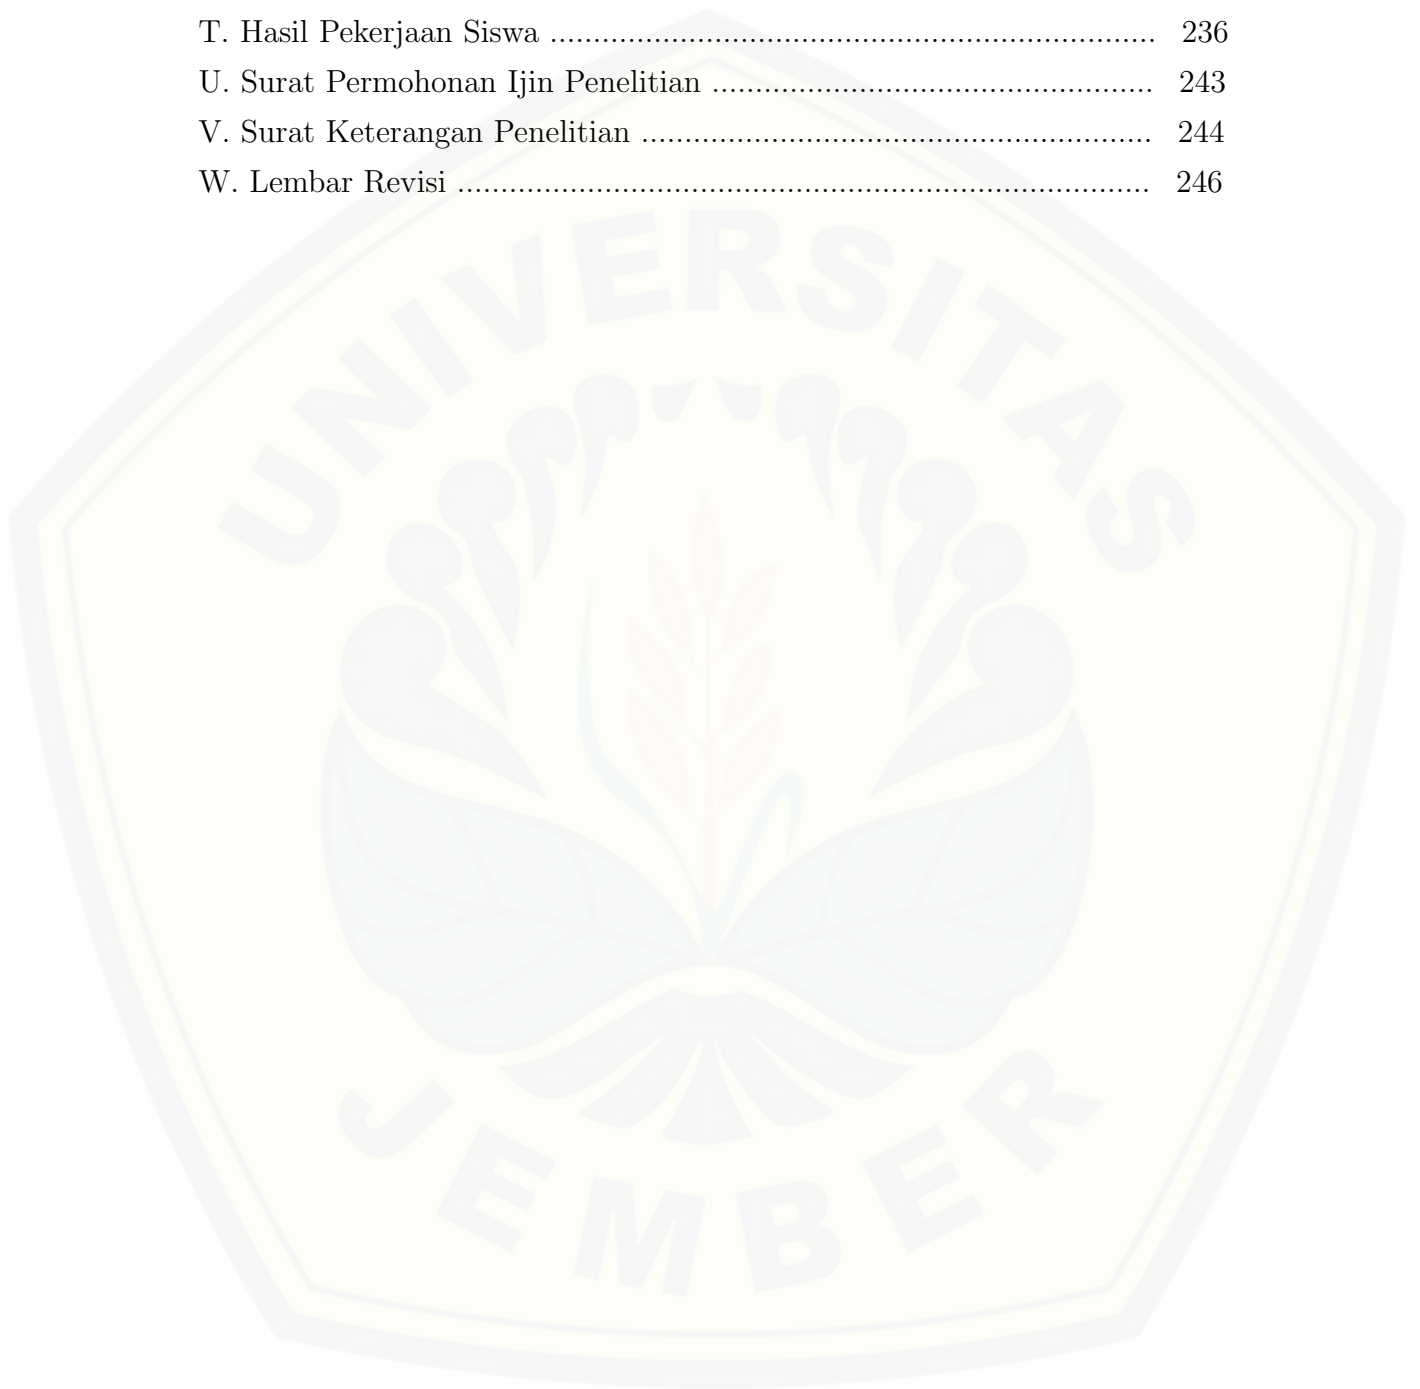 T. Hasil Pekerjaan Siswa ................................................................... 236
U. Surat Permohonan Ijin Penelitian ................................................. 243
V. Surat Keterangan Penelitian ......................................................... 244
W. Lembar Revisi ............................................................................. 246
UNIVERSITAS
JEMBER